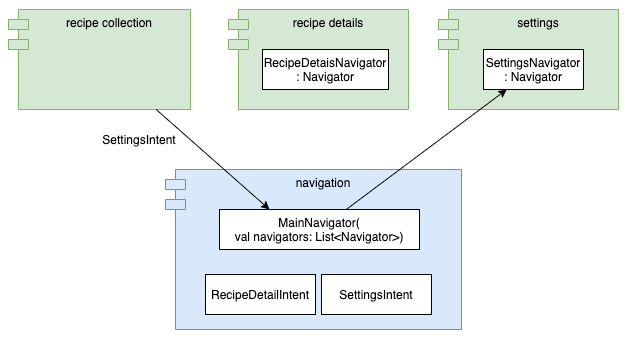 recipe collection
recipe details
settings
RecipeDetaisNavigator
: Navigator
SettingsNavigator
: Navigator
SettingsIntent
navigation
MainNavigator(
val navigators: List<Navigator>)
RecipeDetailIntent
SettingsIntent